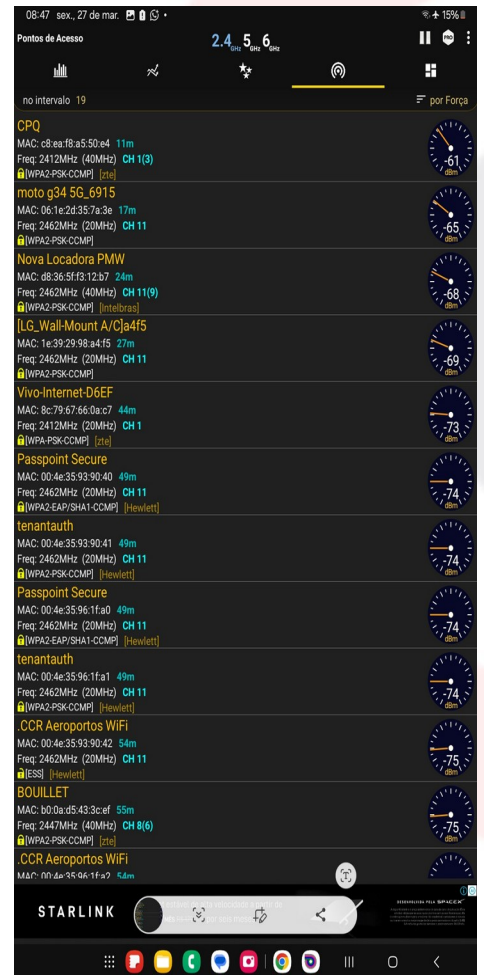 08:47 sex., 27 de mar.
15%
Pontos de Acesso
2.4GHz 5GHz 6GHz
PRO
no intervalo 19
por Força
CPQ
MAC: c8:ea:f8:a5:50:e4 11m
Freq: 2412MHz (40MHz) CH 1(3)
[WPA2-PSK-CCMP] [zte]
-61
dBm
moto g34 5G_6915
MAC: 06:1e:2d:35:7a:3e 17m
Freq: 2462MHz (20MHz) CH 11
[WPA2-PSK-CCMP]
-65
dBm
Nova Locadora PMW
MAC: d8:36:5f:f3:12:b7 24m
Freq: 2462MHz (40MHz) CH 11(9)
[WPA2-PSK-CCMP] [Intelbras]
-68
dBm
[LG_Wall-Mount A/C]a4f5
MAC: 1e:39:29:98:a4:f5 27m
Freq: 2462MHz (20MHz) CH 11
[WPA2-PSK-CCMP]
-69
dBm
Vivo-Internet-D6EF
MAC: 8c:79:67:66:0a:c7 44m
Freq: 2412MHz (20MHz) CH 1
[WPA-PSK-CCMP] [zte]
-73
dBm
Passpoint Secure
MAC: 00:4e:35:93:90:40 49m
Freq: 2462MHz (20MHz) CH 11
[WPA2-EAP/SHA1-CCMP] [Hewlett]
-74
dBm
tenantauth
MAC: 00:4e:35:93:90:41 49m
Freq: 2462MHz (20MHz) CH 11
[WPA2-PSK-CCMP] [Hewlett]
-74
dBm
Passpoint Secure
MAC: 00:4e:35:96:1f:a0 49m
Freq: 2462MHz (20MHz) CH 11
[WPA2-EAP/SHA1-CCMP] [Hewlett]
-74
dBm
tenantauth
MAC: 00:4e:35:96:1f:a1 49m
Freq: 2462MHz (20MHz) CH 11
[WPA2-PSK-CCMP] [Hewlett]
-74
dBm
.CCR Aeroportos WiFi
MAC: 00:4e:35:93:90:42 54m
Freq: 2462MHz (20MHz) CH 11
[ESS] [Hewlett]
-75
dBm
BOUILLET
MAC: b0:0a:d5:43:3c:ef 55m
Freq: 2447MHz (40MHz) CH 8(6)
[WPA2-PSK-CCMP] [zte]
-75
dBm
.CCR Aeroportos WiFi
MAC: 00:4e:35:96:1f:a2 54m
STARLINK
DESENVOLVIDA PELA SPACEX